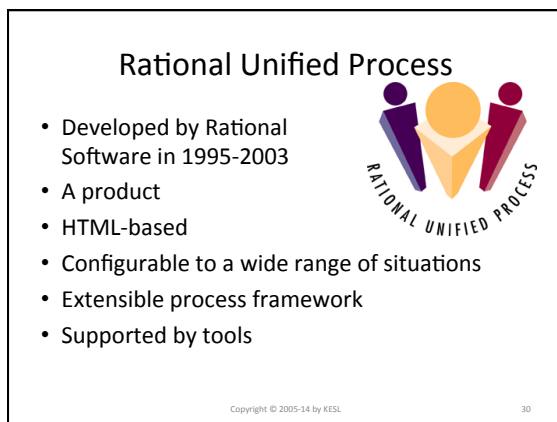 Rational Unified Process
• Developed by Rational
Software in 1995-2003
• A product
• HTML-based
• Configurable to a wide range of situations
• Extensible process framework
• Supported by tools
RATIONAL UNIFIED PROCESS
Copyright © 2005-14 by KESL
30